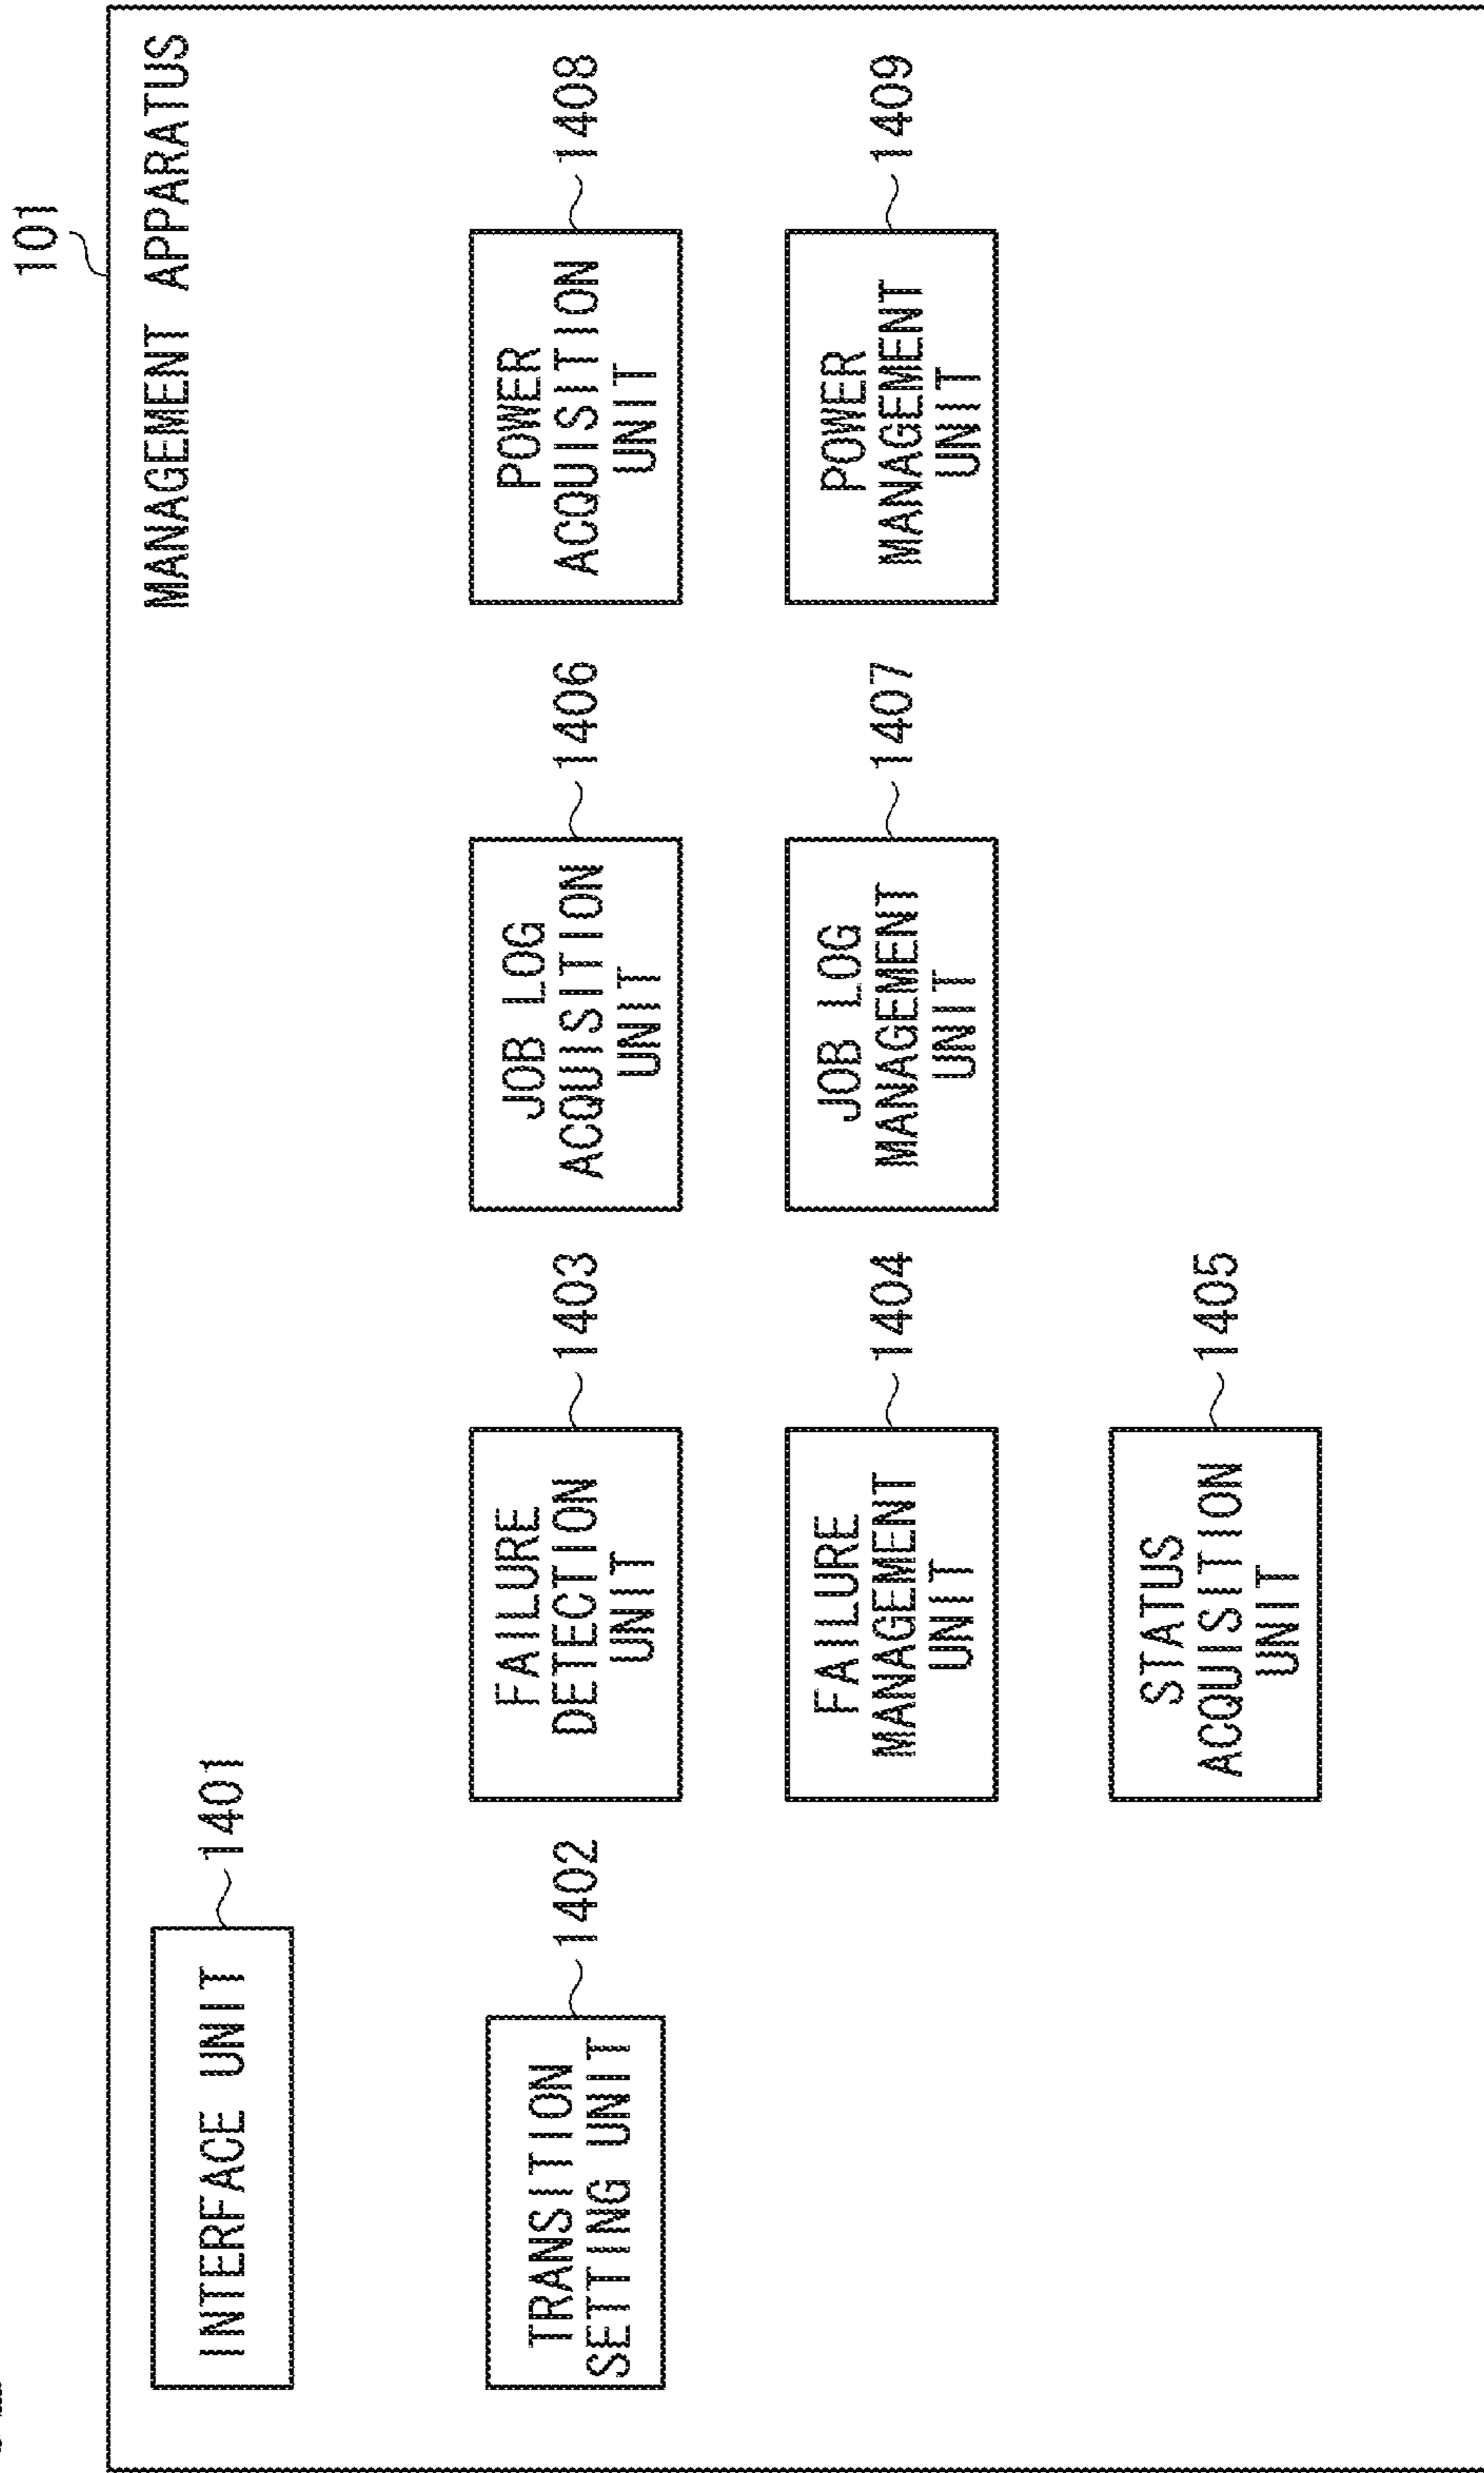 101
MANAGEMENT APPARATUS
INTERFACE UNIT
1401
TRANSITION
SETTING UNIT
1402
FAILURE
DETECTION
UNIT
1403
JOB LOG
ACQUISITION
UNIT
1406
POWER
ACQUISITION
UNIT
1408
FAILURE
MANAGEMENT
UNIT
1404
JOB LOG
MANAGEMENT
UNIT
1407
POWER
MANAGEMENT
UNIT
1409
STATUS
ACQUISITION
UNIT
1405